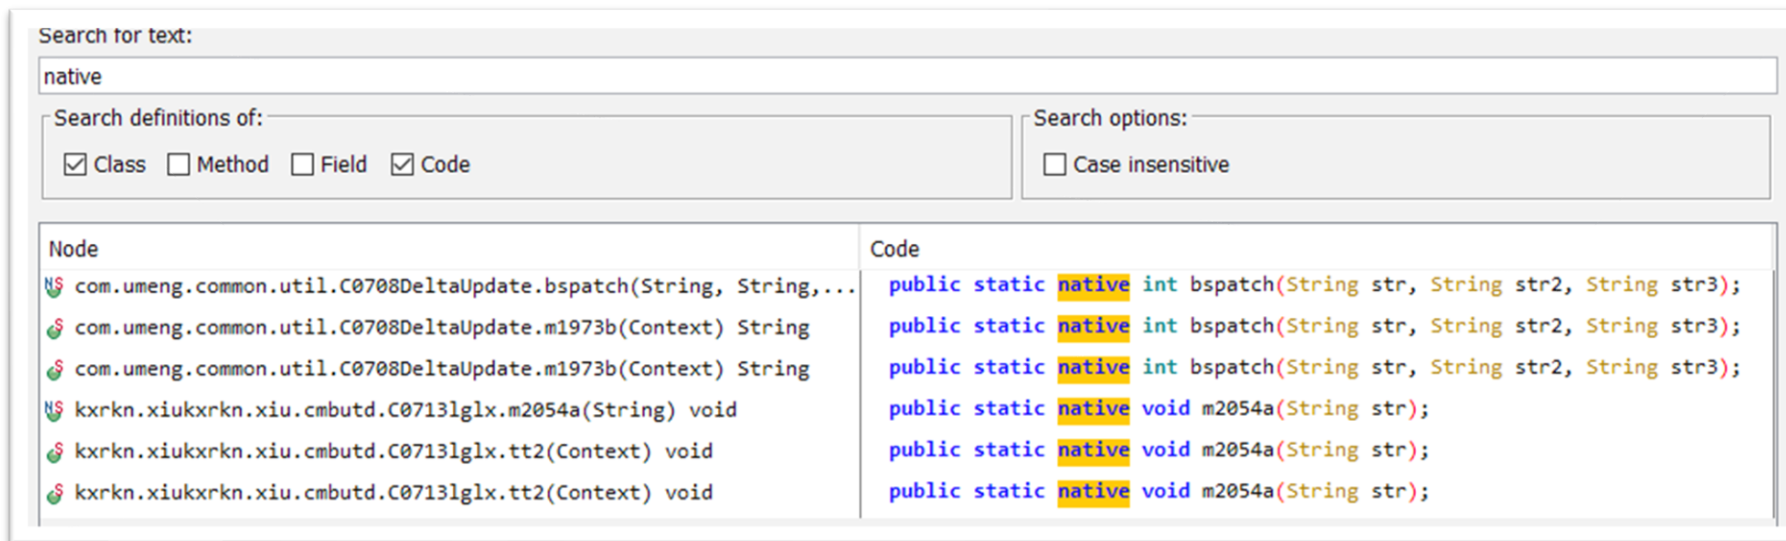 Search for text:
native
Search definitions of: Search options:
Class Method Field Code Case insensitive
Node Code
com.umeng.common.util.C0708DeltaUpdate.bspatch(String, String,... public static native int bspatch(String str, String str2, String str3);
com.umeng.common.util.C0708DeltaUpdate.m1973b(Context) String public static native int bspatch(String str, String str2, String str3);
com.umeng.common.util.C0708DeltaUpdate.m1973b(Context) String public static native int bspatch(String str, String str2, String str3);
kxrkn.xiukxrkn.xiu.cmbutd.C0713lglx.m2054a(String) void public static native void m2054a(String str);
kxrkn.xiukxrkn.xiu.cmbutd.C0713lglx.tt2(Context) void public static native void m2054a(String str);
kxrkn.xiukxrkn.xiu.cmbutd.C0713lglx.tt2(Context) void public static native void m2054a(String str);